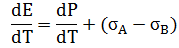 dE/dT = dP/dT + (σA − σB)